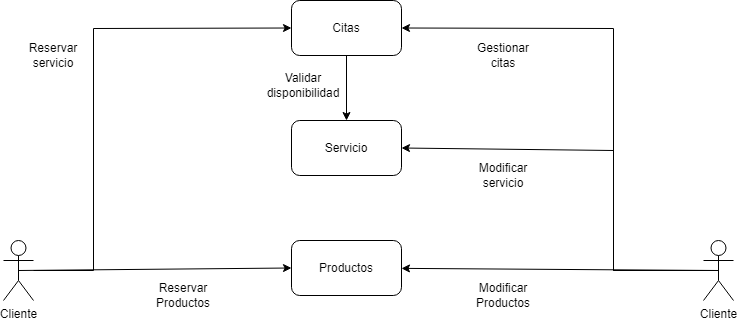 Citas
Reservar
servicio
Gestionar
citas
Validar
disponibilidad
Servicio
Modificar
servicio
Productos
Reservar
Productos
Modificar
Productos
Cliente
Cliente